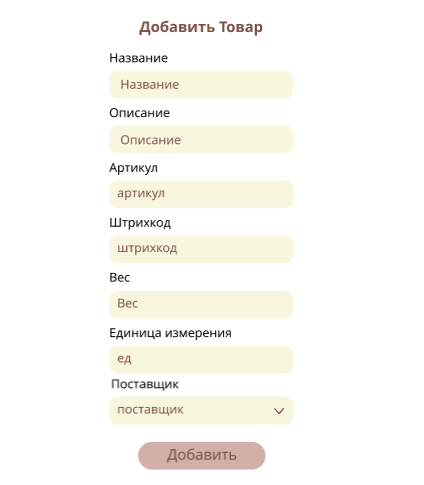 Добавить Товар
Название
Название
Описание
Описание
Артикул
артикул
Штрихкод
штрихкод
Вес
Вес
Единица измерения
ед
Поставщик
поставщик
Добавить